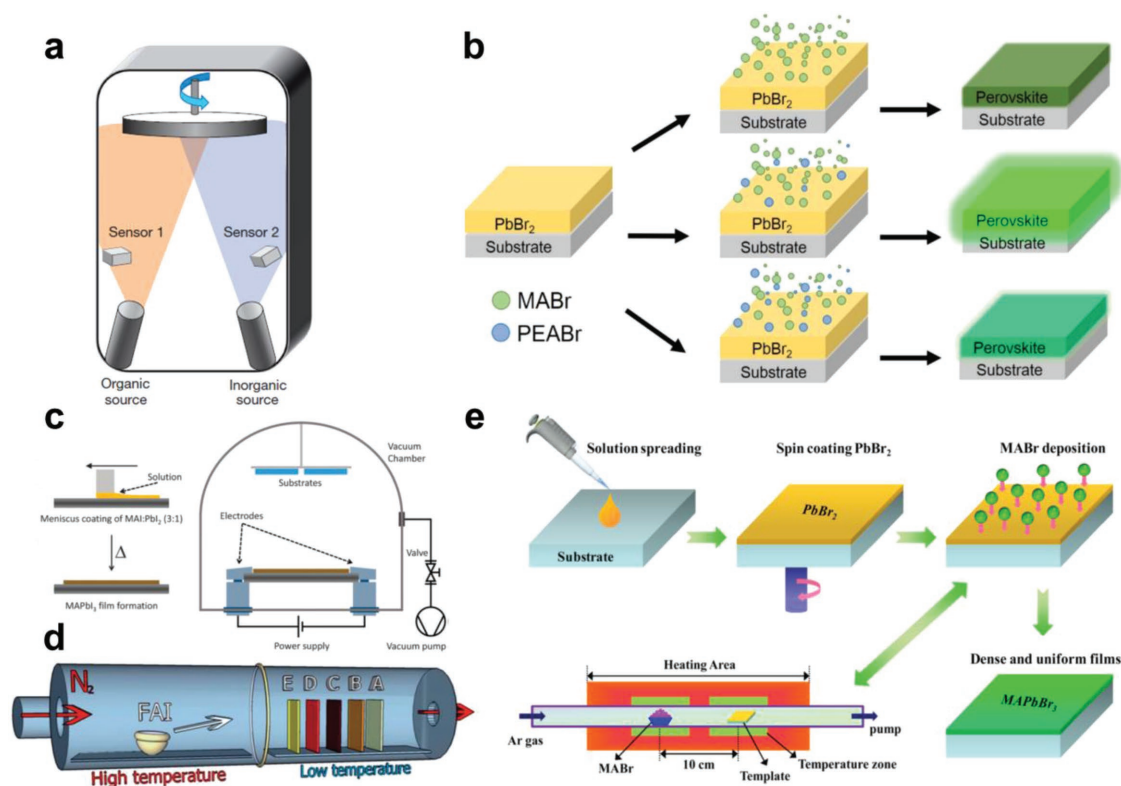 a
Sensor 1
Sensor 2
Organic
source
Inorganic
source
b
PbBr₂
Substrate
MABr
PEABr
PbBr₂
Substrate
Perovskite
Substrate
PbBr₂
Substrate
Perovskite
Substrate
PbBr₂
Substrate
Perovskite
Substrate
c
Solution
Meniscus coating of MAI:PbI₂ (3:1)
Δ
MAPbI₃ film formation
Vacuum
Chamber
Substrates
Electrodes
Valve
Power supply
Vacuum pump
d
N₂
FAI
E D C B A
High temperature
Low temperature
e
Solution spreading
Substrate
Spin coating PbBr₂
PbBr₂
MABr deposition
Heating Area
Ar gas
pump
MABr
10 cm
Template
Temperature zone
Dense and uniform films
MAPbBr₃